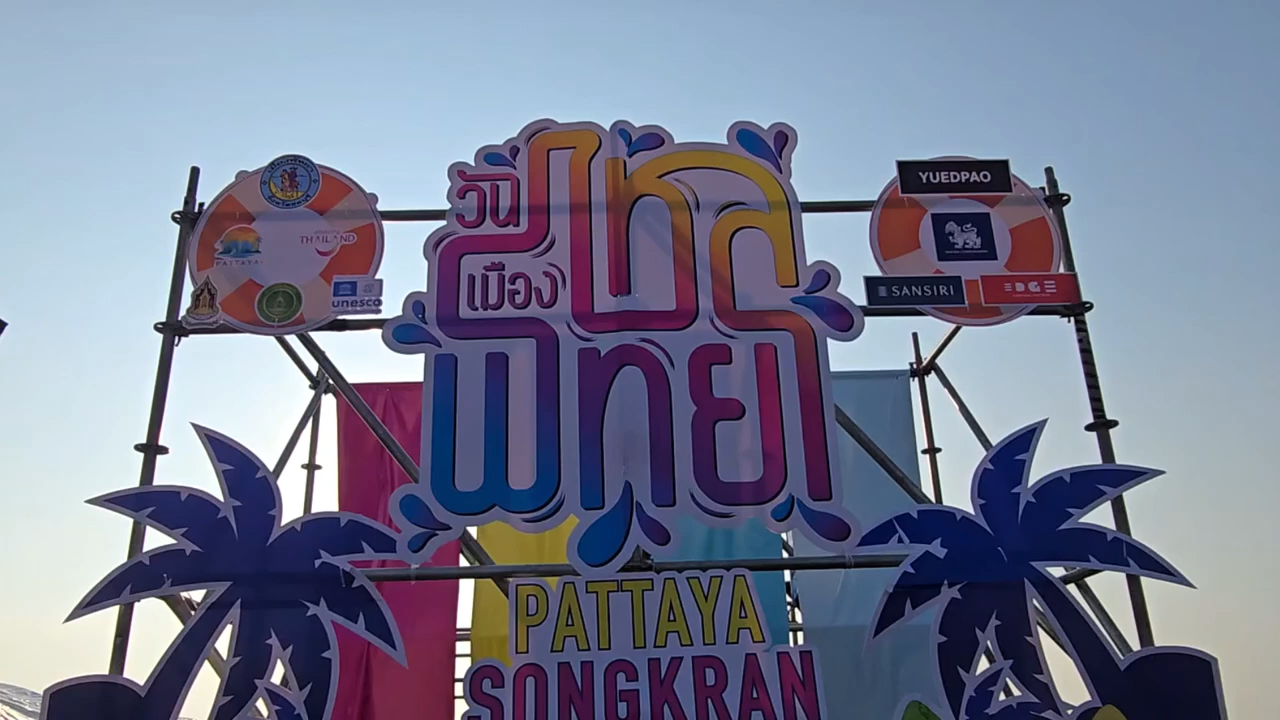 วันไหล
เมือง
พัทยา
PATTAYA
SONGKRAN
PATTAYA
THAILAND
unesco
YUEDPAO
SANSIRI
EDGE